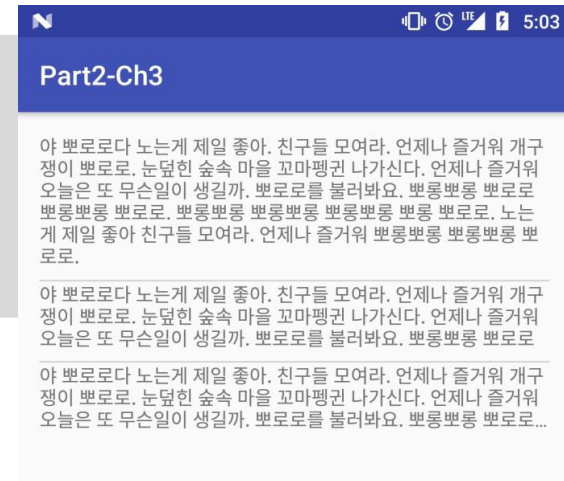 N LTE 5:03
Part2-Ch3
야 뽀로로다 노는게 제일 좋아. 친구들 모여라. 언제나 즐거워 개구
쟁이 뽀로로. 눈덮힌 숲속 마을 꼬마펭귄 나가신다. 언제나 즐거워
오늘은 또 무슨일이 생길까. 뽀로로를 불러봐요. 뽀롱뽀롱 뽀로로
뽀롱뽀롱 뽀로로. 뽀롱뽀롱 뽀롱뽀롱 뽀롱뽀롱 뽀롱 뽀로로. 노는
게 제일 좋아 친구들 모여라. 언제나 즐거워 뽀롱뽀롱 뽀롱뽀롱 뽀
로로.
야 뽀로로다 노는게 제일 좋아. 친구들 모여라. 언제나 즐거워 개구
쟁이 뽀로로. 눈덮힌 숲속 마을 꼬마펭귄 나가신다. 언제나 즐거워
오늘은 또 무슨일이 생길까. 뽀로로를 불러봐요. 뽀롱뽀롱 뽀로로
야 뽀로로다 노는게 제일 좋아. 친구들 모여라. 언제나 즐거워 개구
쟁이 뽀로로. 눈덮힌 숲속 마을 꼬마펭귄 나가신다. 언제나 즐거워
오늘은 또 무슨일이 생길까. 뽀로로를 불러봐요. 뽀롱뽀롱 뽀로로...